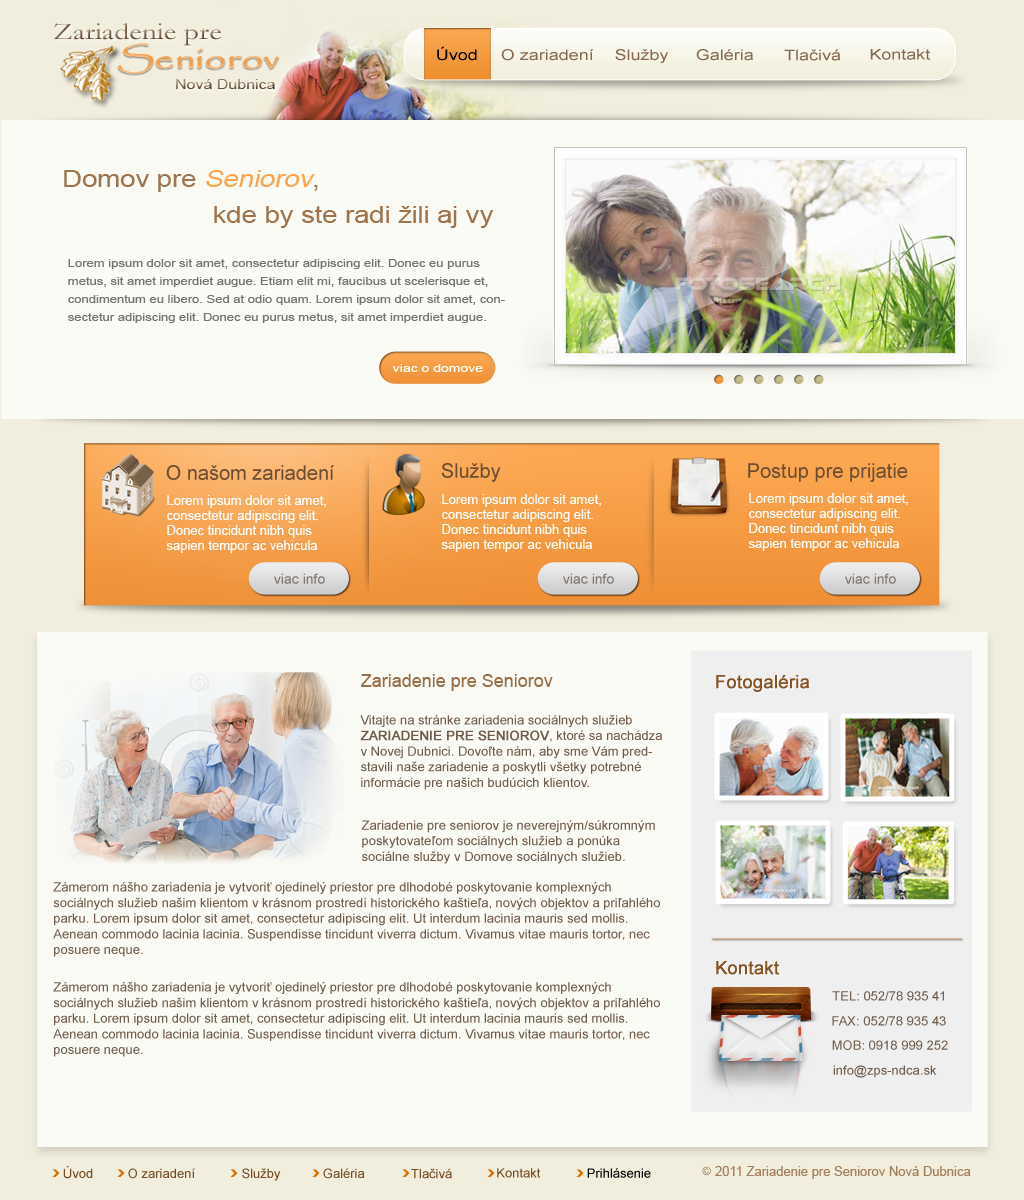 Zariadenie pre
Seniorov
Nová Dubnica
Úvod O zariadení Služby Galéria Tlačivá Kontakt
Domov pre Seniorov,
kde by ste radi žili aj vy
Lorem ipsum dolor sit amet, consectetur adipiscing elit. Donec eu purus
metus, sit amet imperdiet augue. Etiam elit mi, faucibus ut scelerisque et,
condimentum eu libero. Sed at odio quam. Lorem ipsum dolor sit amet, con-
sectetur adipiscing elit. Donec eu purus metus, sit amet imperdiet augue.
viac o domove
FOTOSEARCH
O našom zariadení
Lorem ipsum dolor sit amet,
consectetur adipiscing elit.
Donec tincidunt nibh quis
sapien tempor ac vehicula
viac info
Služby
Lorem ipsum dolor sit amet,
consectetur adipiscing elit.
Donec tincidunt nibh quis
sapien tempor ac vehicula
viac info
Postup pre prijatie
Lorem ipsum dolor sit amet,
consectetur adipiscing elit.
Donec tincidunt nibh quis
sapien tempor ac vehicula
viac info
Zariadenie pre Seniorov
Vitajte na stránke zariadenia sociálnych služieb
ZARIADENIE PRE SENIOROV, ktoré sa nachádza
v Novej Dubnici. Dovoľte nám, aby sme Vám pred-
stavili naše zariadenie a poskytli všetky potrebné
informácie pre našich budúcich klientov.
Zariadenie pre seniorov je neverejným/súkromným
poskytovateľom sociálnych služieb a ponúka
sociálne služby v Domove sociálnych služieb.
Zámerom nášho zariadenia je vytvoriť ojedinelý priestor pre dlhodobé poskytovanie komplexných
sociálnych služieb našim klientom v krásnom prostredí historického kaštieľa, nových objektov a priľahlého
parku. Lorem ipsum dolor sit amet, consectetur adipiscing elit. Ut interdum lacinia mauris sed mollis.
Aenean commodo lacinia lacinia. Suspendisse tincidunt viverra dictum. Vivamus vitae mauris tortor, nec
posuere neque.
Zámerom nášho zariadenia je vytvoriť ojedinelý priestor pre dlhodobé poskytovanie komplexných
sociálnych služieb našim klientom v krásnom prostredí historického kaštieľa, nových objektov a priľahlého
parku. Lorem ipsum dolor sit amet, consectetur adipiscing elit. Ut interdum lacinia mauris sed mollis.
Aenean commodo lacinia lacinia. Suspendisse tincidunt viverra dictum. Vivamus vitae mauris tortor, nec
posuere neque.
Fotogaléria
Kontakt
TEL: 052/78 935 41
FAX: 052/78 935 43
MOB: 0918 999 252
info@zps-ndca.sk
Úvod O zariadení Služby Galéria Tlačivá Kontakt Prihlásenie
© 2011 Zariadenie pre Seniorov Nová Dubnica